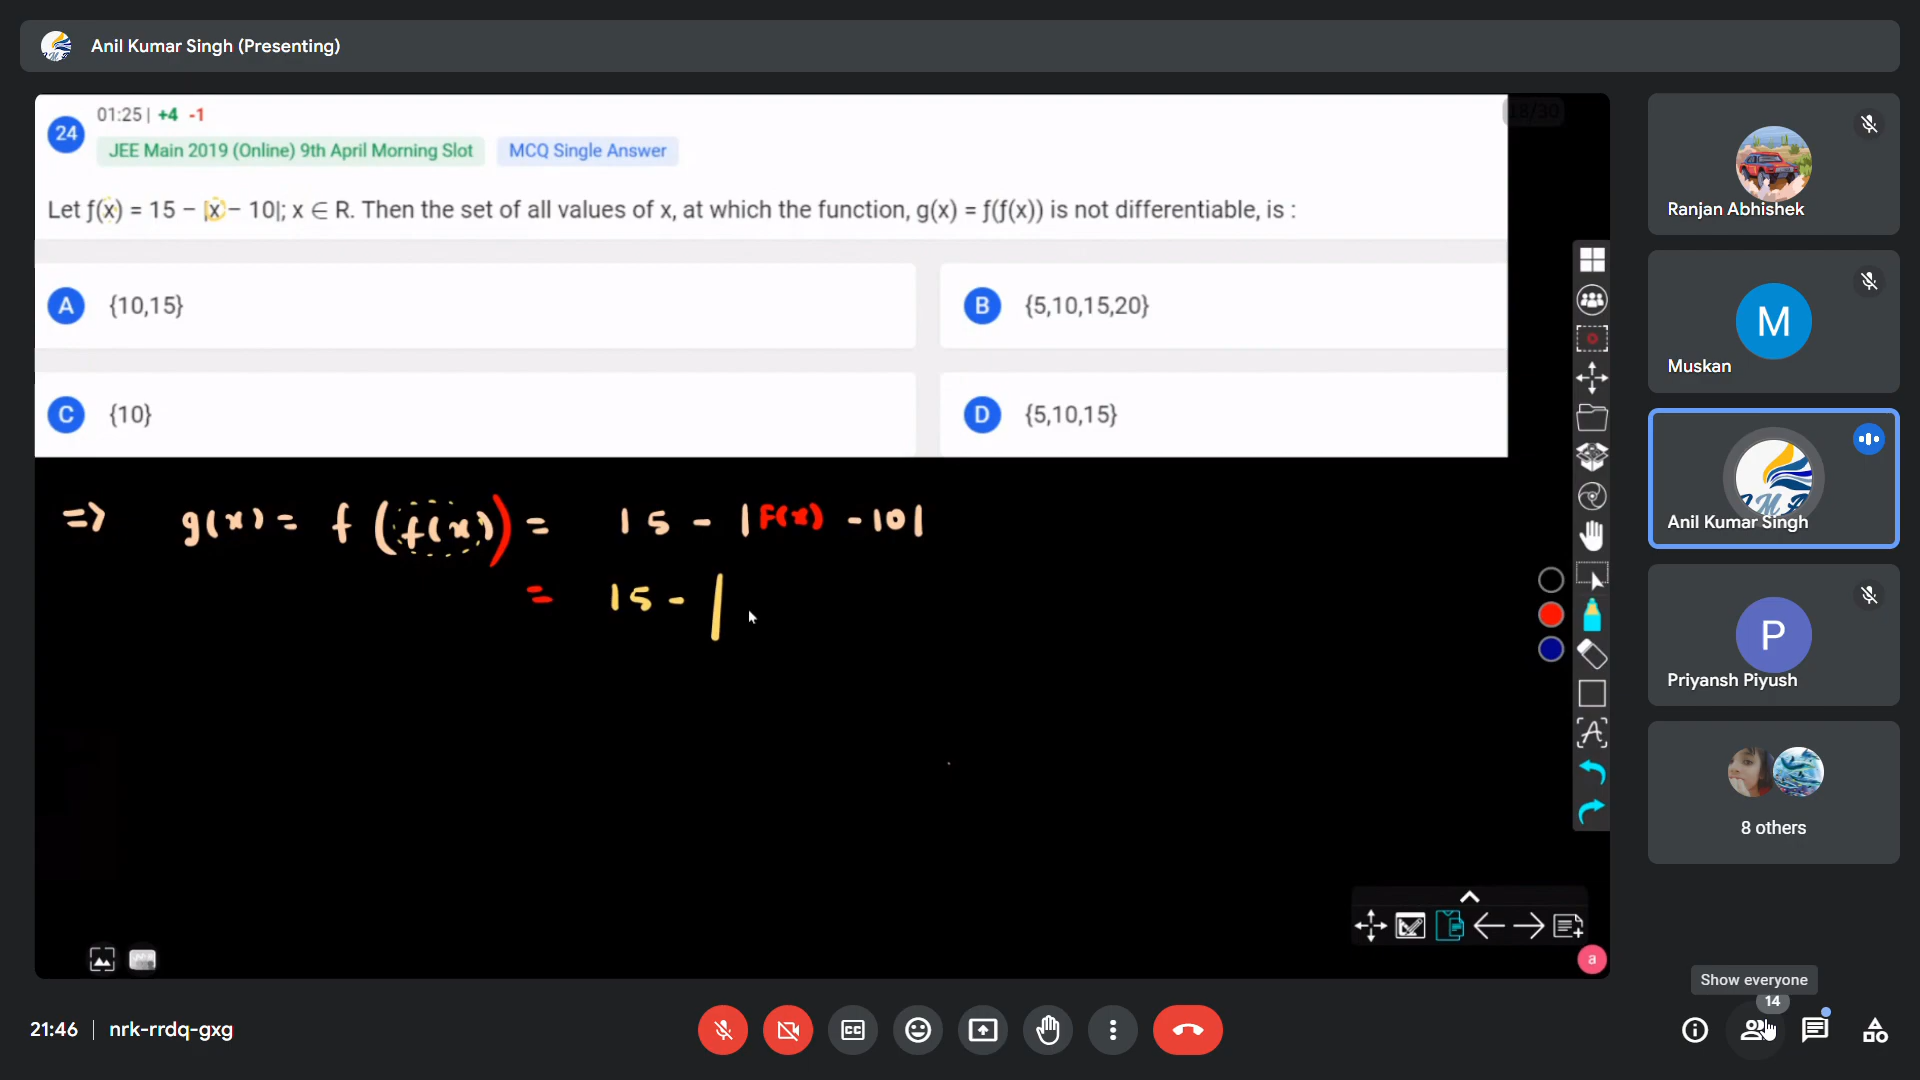 Anil Kumar Singh (Presenting)
24
01:25 | +4 -1
18/30
JEE Main 2019 (Online) 9th April Morning Slot
MCQ Single Answer
Let ƒ(x) = 15 – |x – 10|; x ∈ R. Then the set of all values of x, at which the function, g(x) = ƒ(ƒ(x)) is not differentiable, is :
A {10,15}
B {5,10,15,20}
C {10}
D {5,10,15}
=> g(x) = f(f(x)) = 15 - |F(x) - 10|
= 15 - |
Ranjan Abhishek
M
Muskan
Anil Kumar Singh
P
Priyansh Piyush
8 others
a
Show everyone
14
21:46 | nrk-rrdq-gxg
CC